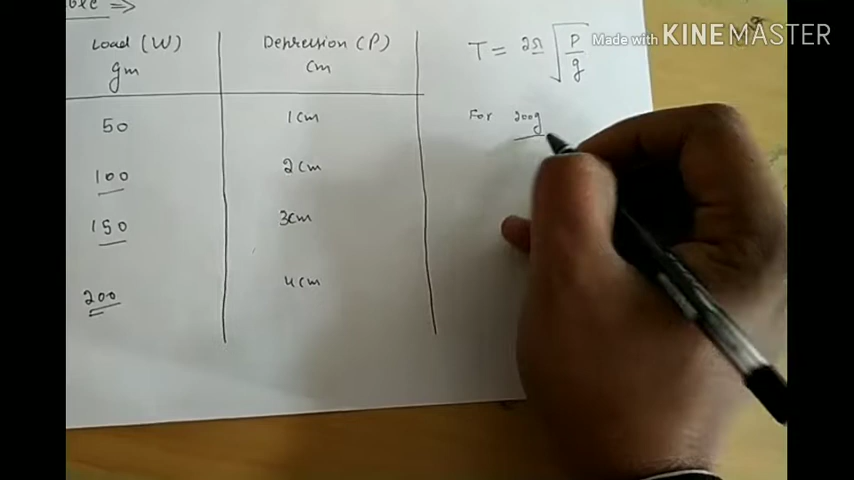 Load (W) Depression (P)
gm cm
T = 2π √P/g
Made with KINEMASTER
50 1cm
For 200g
100 2cm
150 3cm
200 4cm